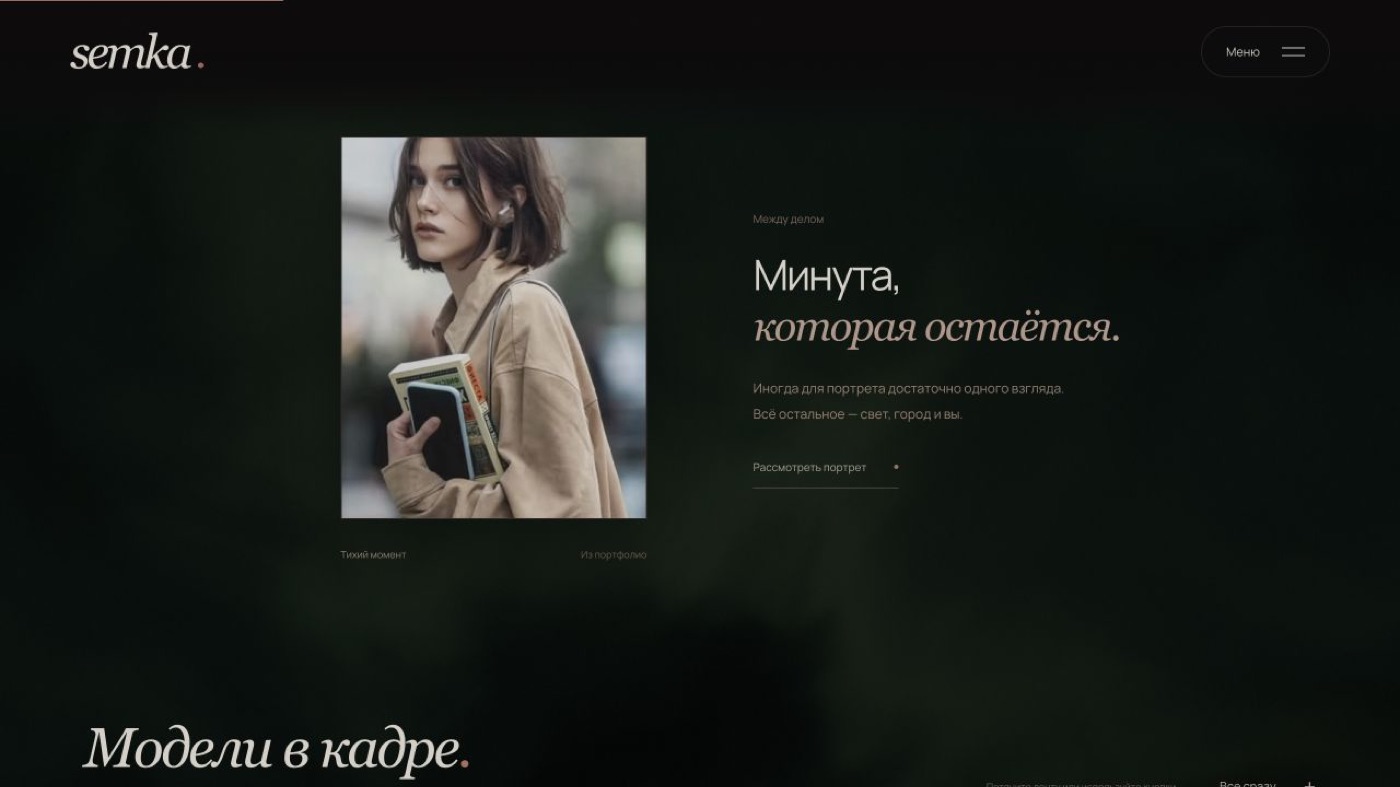 semka.
Меню
Между делом
Минута,
которая остаётся.
Иногда для портрета достаточно одного взгляда.
Всё остальное — свет, город и вы.
Рассмотреть портрет
Тихий момент
Из портфолио
Модели в кадре.
Все сразу +